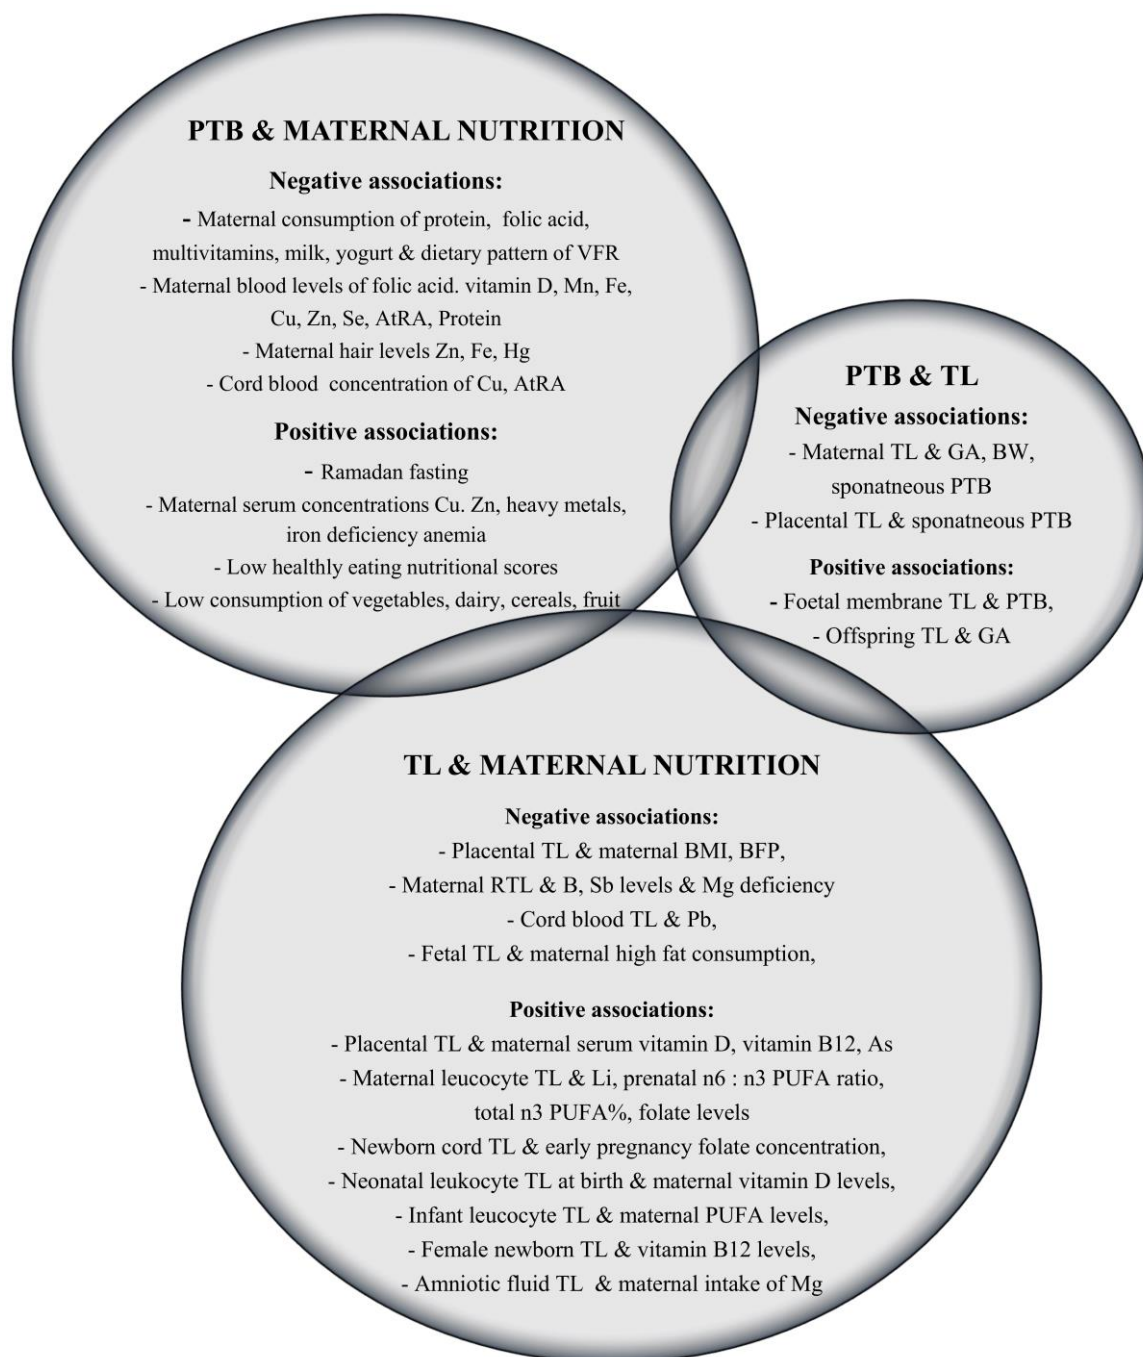 PTB & MATERNAL NUTRITION
Negative associations:
- Maternal consumption of protein, folic acid,
multivitamins, milk, yogurt & dietary pattern of VFR
- Maternal blood levels of folic acid. vitamin D, Mn, Fe,
Cu, Zn, Se, AtRA, Protein
- Maternal hair levels Zn, Fe, Hg
- Cord blood concentration of Cu, AtRA
Positive associations:
- Ramadan fasting
- Maternal serum concentrations Cu. Zn, heavy metals,
iron deficiency anemia
- Low healthly eating nutritional scores
- Low consumption of vegetables, dairy, cereals, fruit
PTB & TL
Negative associations:
- Maternal TL & GA, BW,
sponatneous PTB
- Placental TL & sponatneous PTB
Positive associations:
- Foetal membrane TL & PTB,
- Offspring TL & GA
TL & MATERNAL NUTRITION
Negative associations:
- Placental TL & maternal BMI, BFP,
- Maternal RTL & B, Sb levels & Mg deficiency
- Cord blood TL & Pb,
- Fetal TL & maternal high fat consumption,
Positive associations:
- Placental TL & maternal serum vitamin D, vitamin B12, As
- Maternal leucocyte TL & Li, prenatal n6 : n3 PUFA ratio,
total n3 PUFA%, folate levels
- Newborn cord TL & early pregnancy folate concentration,
- Neonatal leukocyte TL at birth & maternal vitamin D levels,
- Infant leucocyte TL & maternal PUFA levels,
- Female newborn TL & vitamin B12 levels,
- Amniotic fluid TL & maternal intake of Mg